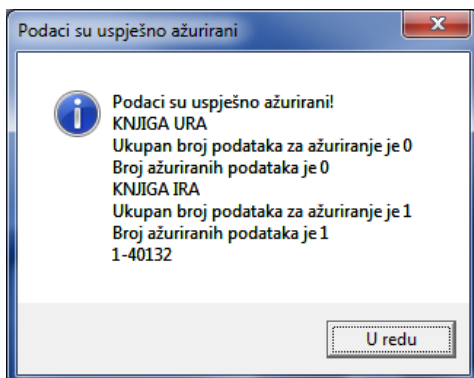 Podaci su uspješno ažurirani
Podaci su uspješno ažurirani!
KNJIGA URA
Ukupan broj podataka za ažuriranje je 0
Broj ažuriranih podataka je 0
KNJIGA IRA
Ukupan broj podataka za ažuriranje je 1
Broj ažuriranih podataka je 1
1-40132
U redu